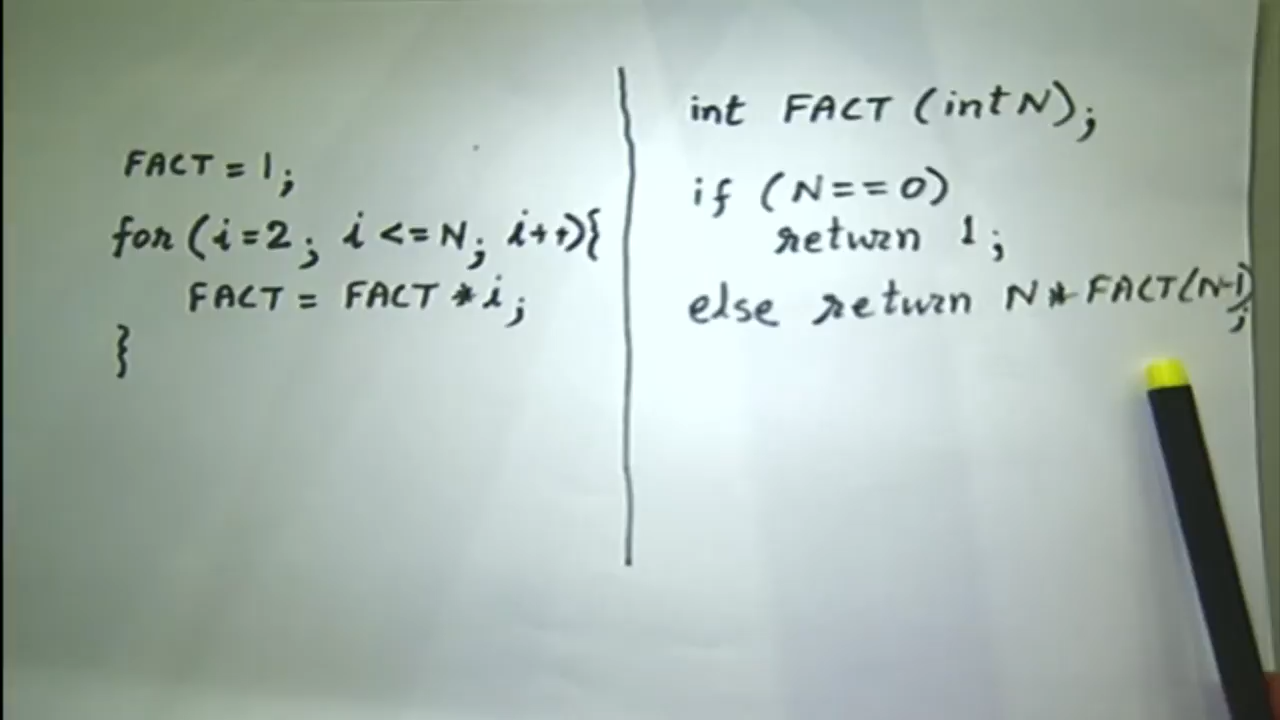 FACT = 1;
for (i=2; i <= N; i++){
FACT = FACT * i;
}
int FACT (int N);
if (N==0)
return 1;
else return N * FACT(N-1)
;